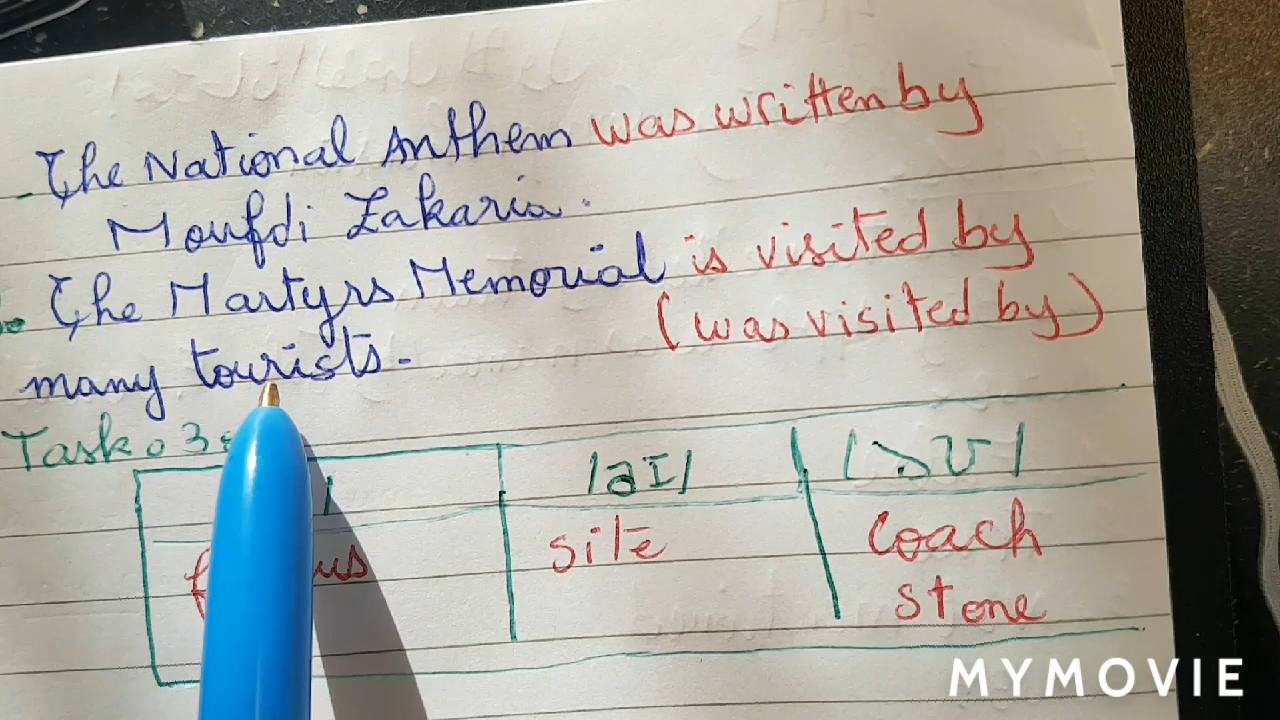 The National Anthem was written by
Moufdi Zakaria.
The Martyrs Memorial is visited by
(was visited by)
many tourists.
Task 03
/aI/
site
coach
stone
MYMOVIE